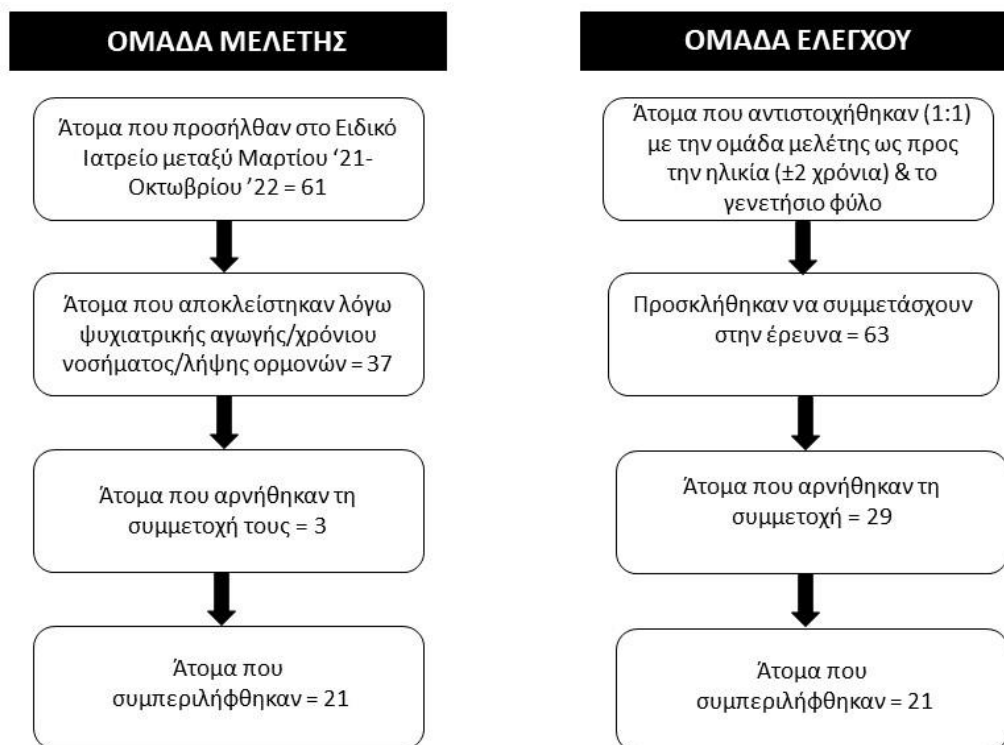 ΟΜΑΔΑ ΜΕΛΕΤΗΣ
Άτομα που προσήλθαν στο Ειδικό
Ιατρείο μεταξύ Μαρτίου ‘21-
Οκτωβρίου ’22 = 61
Άτομα που αποκλείστηκαν λόγω
ψυχιατρικής αγωγής/χρόνιου
νοσήματος/λήψης ορμονών = 37
Άτομα που αρνήθηκαν τη
συμμετοχή τους = 3
Άτομα που
συμπεριλήφθηκαν = 21
ΟΜΑΔΑ ΕΛΕΓΧΟΥ
Άτομα που αντιστοιχήθηκαν (1:1)
με την ομάδα μελέτης ως προς
την ηλικία (±2 χρόνια) & το
γενετήσιο φύλο
Προσκλήθηκαν να συμμετάσχουν
στην έρευνα = 63
Άτομα που αρνήθηκαν τη
συμμετοχή = 29
Άτομα που
συμπεριλήφθηκαν = 21